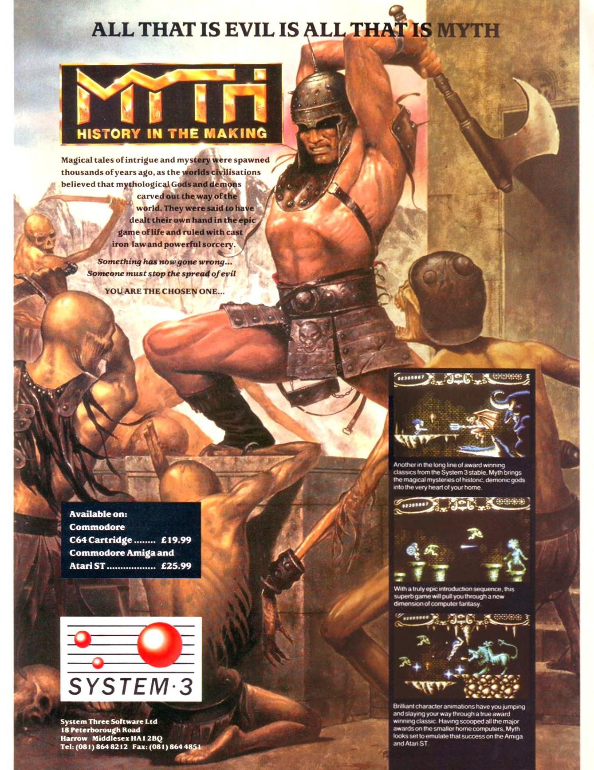 ALL THAT IS EVIL IS ALL THAT IS MYTH
MYTH
HISTORY IN THE MAKING
Magical tales of intrigue and mystery were spawned
thousands of years ago, as the worlds civilisations
believed that mythological Gods and demons
carved out the way of the
world. They were said to have
dealt their own hand in the epic
game of life and ruled with cast
iron law and powerful sorcery.
Something has now gone wrong...
Someone must stop the spread of evil
YOU ARE THE CHOSEN ONE...
Another in the long line of award winning
classics from the System 3 stable, Myth brings
the magical mysteries of historic, demonic gods
into the very heart of your home.
With a truly epic introduction sequence, this
superb game will pull you through a new
dimension of computer fantasy.
Brilliant character animations have you jumping
and slaying your way through a true award
winning classic. Having scooped all the major
awards on the smaller home computers, Myth
looks set to emulate that success on the Amiga
and Atari ST.
Available on:
Commodore
C64 Cartridge ........ £19.99
Commodore Amiga and
Atari ST .................. £25.99
SYSTEM·3
System Three Software Ltd
18 Peterborough Road
Harrow Middlesex HA1 2BQ
Tel: (081) 864 8212 Fax: (081) 864 4851